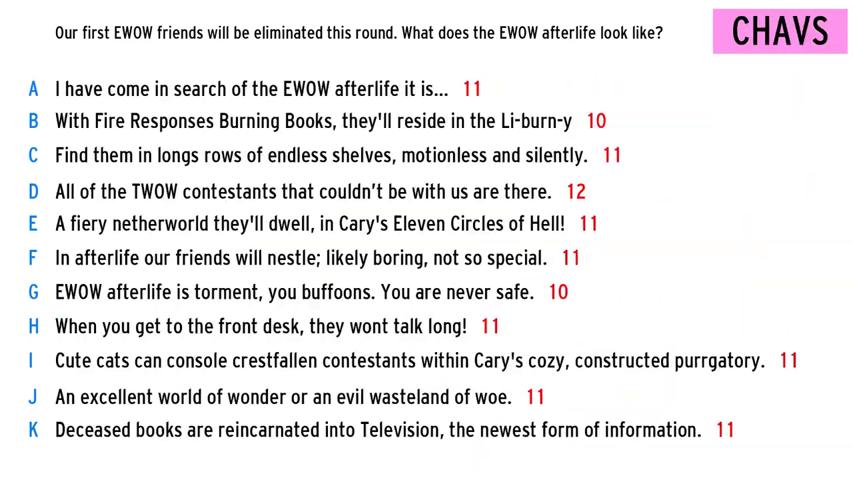 Our first EWOW friends will be eliminated this round. What does the EWOW afterlife look like?
CHAVS
A I have come in search of the EWOW afterlife it is... 11
B With Fire Responses Burning Books, they'll reside in the Li-burn-y 10
C Find them in longs rows of endless shelves, motionless and silently. 11
D All of the TWOW contestants that couldn't be with us are there. 12
E A fiery netherworld they'll dwell, in Cary's Eleven Circles of Hell! 11
F In afterlife our friends will nestle; likely boring, not so special. 11
G EWOW afterlife is torment, you buffoons. You are never safe. 10
H When you get to the front desk, they wont talk long! 11
I Cute cats can console crestfallen contestants within Cary's cozy, constructed purrgatory. 11
J An excellent world of wonder or an evil wasteland of woe. 11
K Deceased books are reincarnated into Television, the newest form of information. 11